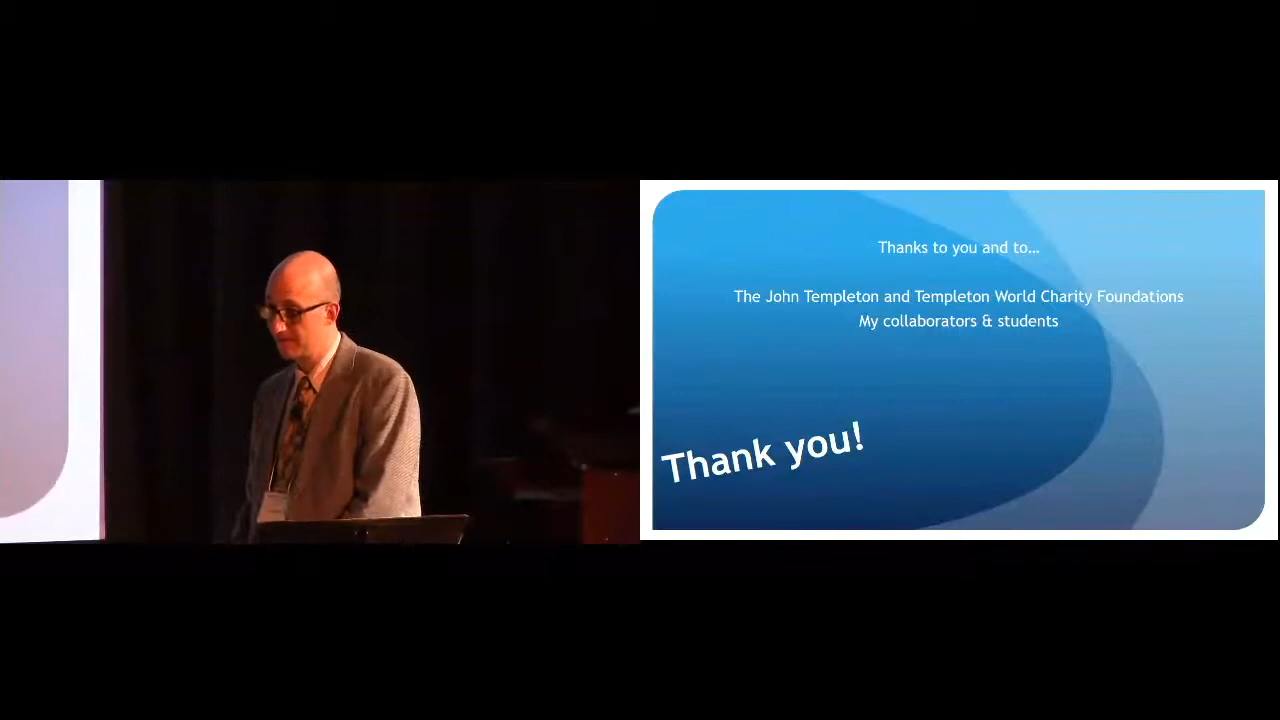 Thanks to you and to...
The John Templeton and Templeton World Charity Foundations
My collaborators & students
Thank you!